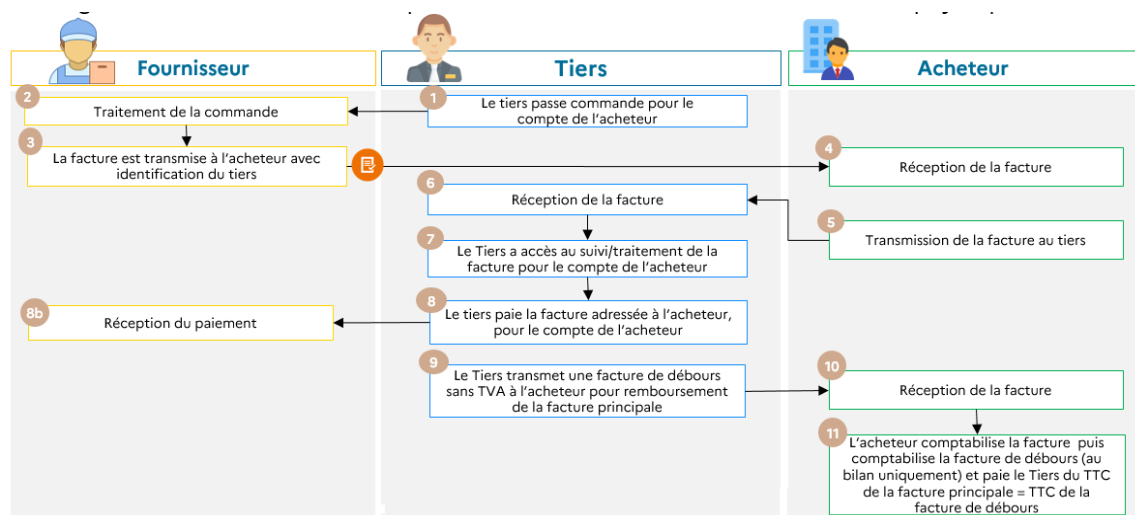 Fournisseur
Tiers
Acheteur
1
Le tiers passe commande pour le
compte de l'acheteur
2
Traitement de la commande
3
La facture est transmise à l'acheteur avec
identification du tiers
4
Réception de la facture
5
Transmission de la facture au tiers
6
Réception de la facture
7
Le Tiers a accès au suivi/traitement de la
facture pour le compte de l'acheteur
8
Le tiers paie la facture adressée à l'acheteur,
pour le compte de l'acheteur
8b
Réception du paiement
9
Le Tiers transmet une facture de débours
sans TVA à l'acheteur pour remboursement
de la facture principale
10
Réception de la facture
11
L'acheteur comptabilise la facture puis
comptabilise la facture de débours (au
bilan uniquement) et paie le Tiers du TTC
de la facture principale = TTC de la
facture de débours